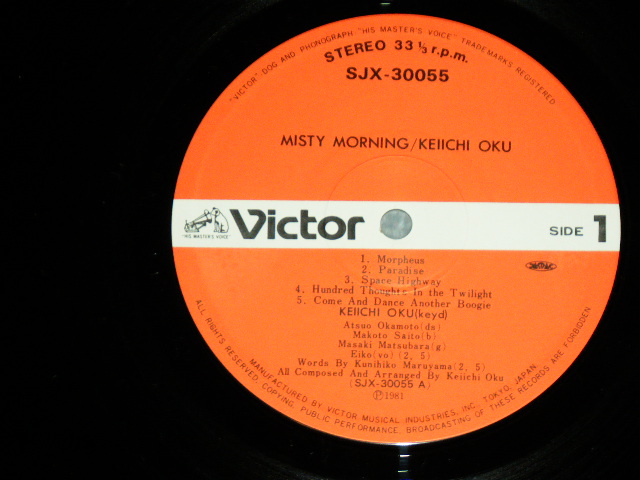 "VICTOR" DOG AND PHONOGRAPH "HIS MASTER'S VOICE" TRADEMARKS REGISTERED
STEREO 33 1/3 r.p.m.
SJX-30055
MISTY MORNING/KEIICHI OKU
"HIS MASTER'S VOICE"
Victor
SIDE 1
1. Morpheus
2. Paradise
3. Space Highway
4. Hundred Thoughts In the Twilight
5. Come And Dance Another Boogie
KEIICHI OKU(keyd)
Atsuo Okamoto(ds)
Makoto Saito(b)
Masaki Matsubara(g)
Eiko(vo)(2, 5)
Words By Kunihiko Maruyama(2, 5)
All Composed and Arranged By Keiichi Oku
(SJX-30055 A)
Ⓟ1981
MANUFACTURED BY VICTOR MUSICAL INDUSTRIES, INC., TOKYO, JAPAN
ALL RIGHTS RESERVED. COPYING, PUBLIC PERFORMANCE, BROADCASTING OF THESE RECORDS ARE FORBIDDEN